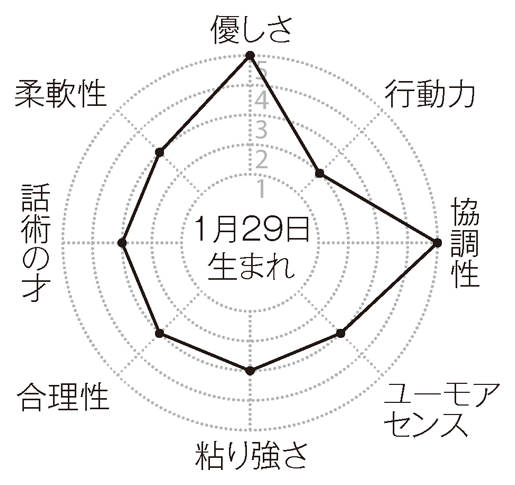 優しさ
行動力
協調性
ユーモア
センス
粘り強さ
合理性
話術の才
柔軟性
5
4
3
2
1
1月29日
生まれ